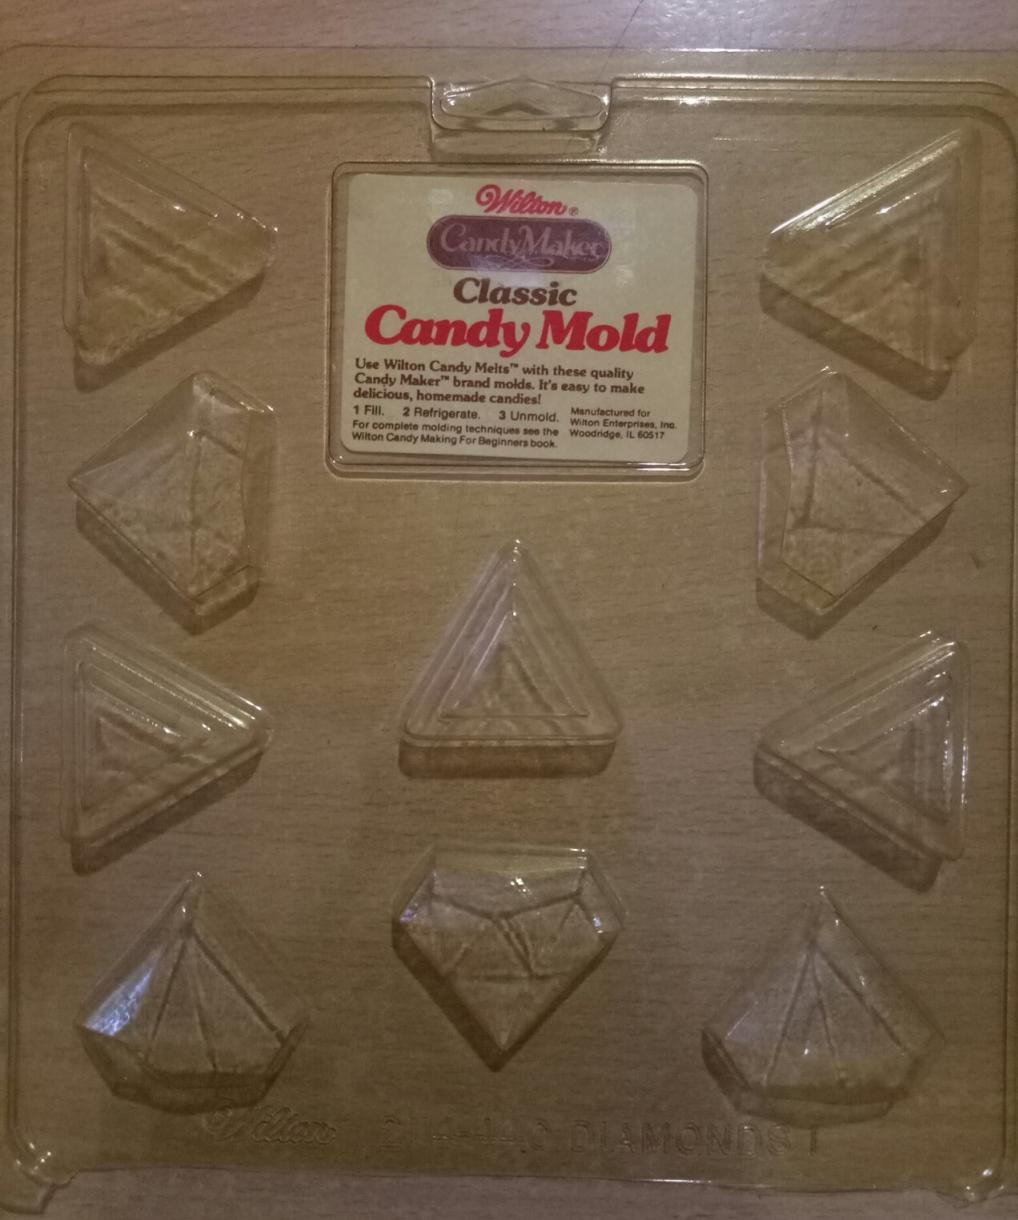 Wilton®
CandyMaker
Classic
Candy Mold
Use Wilton Candy Melts™ with these quality
Candy Maker™ brand molds. It's easy to make
delicious, homemade candies!
1 Fill. 2 Refrigerate. 3 Unmold.
For complete molding techniques see the
Wilton Candy Making For Beginners book.
Manufactured for
Wilton Enterprises, Inc.
Woodridge, IL 60517
Wilton DIAMONDS I